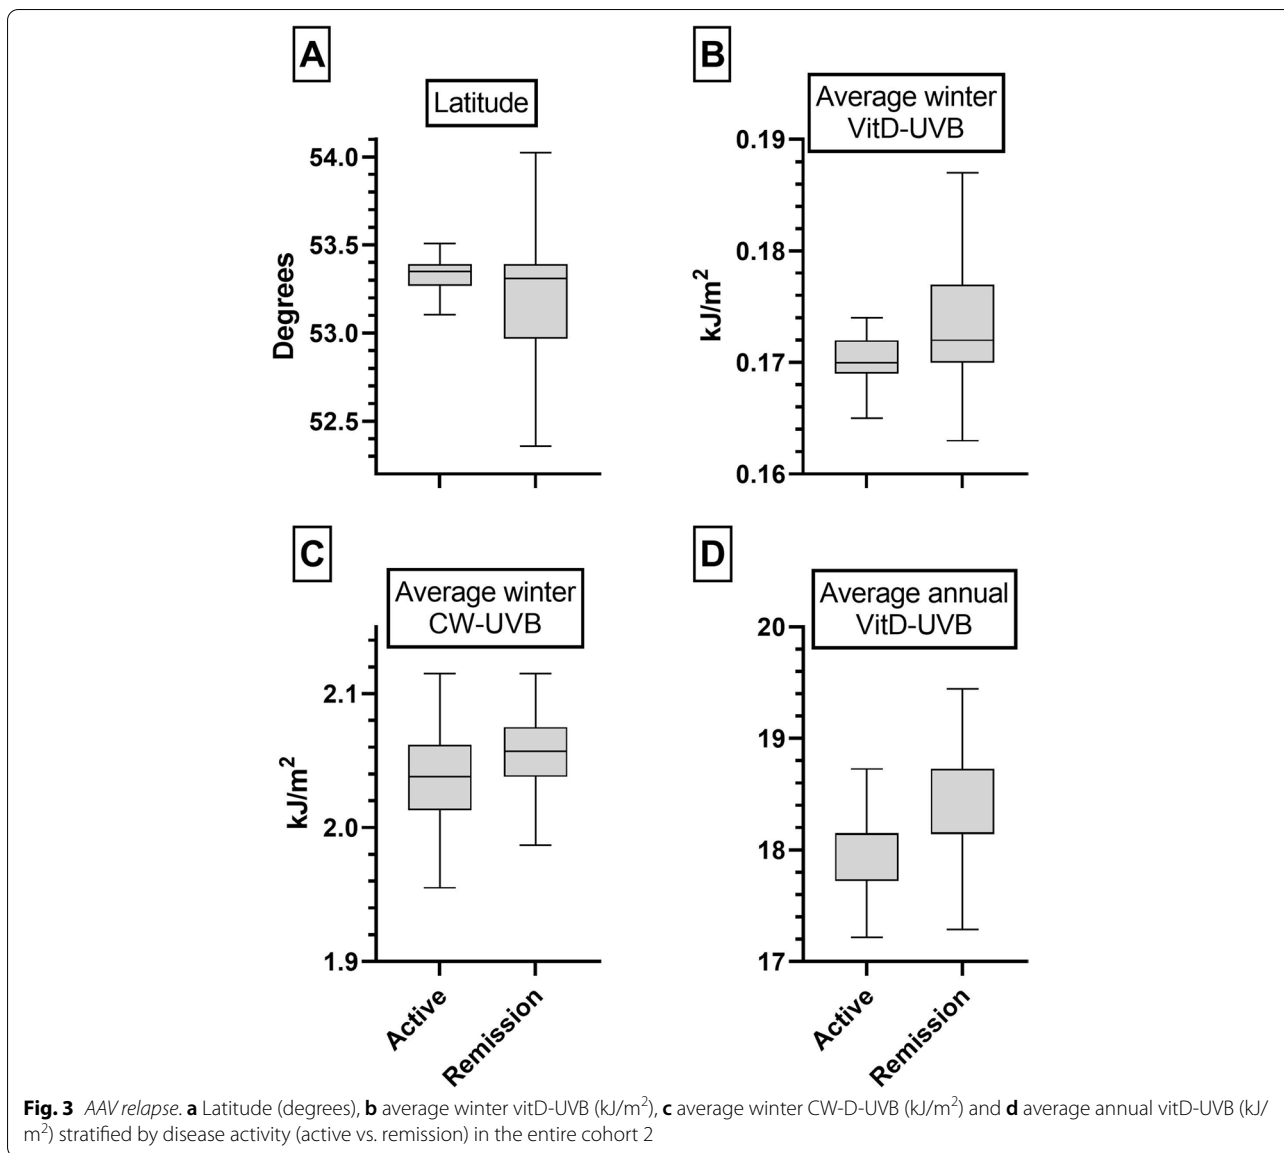 A
Latitude
54.0
53.5
53.0
52.5
Degrees
B
Average winter
VitD-UVB
0.19
0.18
0.17
0.16
kJ/m²
C
Average winter
CW-UVB
2.1
2.0
1.9
kJ/m²
Active
Remission
D
Average annual
VitD-UVB
20
19
18
17
Active
Remission
Fig. 3 AAV relapse. a Latitude (degrees), b average winter vitD-UVB (kJ/m²), c average winter CW-D-UVB (kJ/m²) and d average annual vitD-UVB (kJ/
m²) stratified by disease activity (active vs. remission) in the entire cohort 2